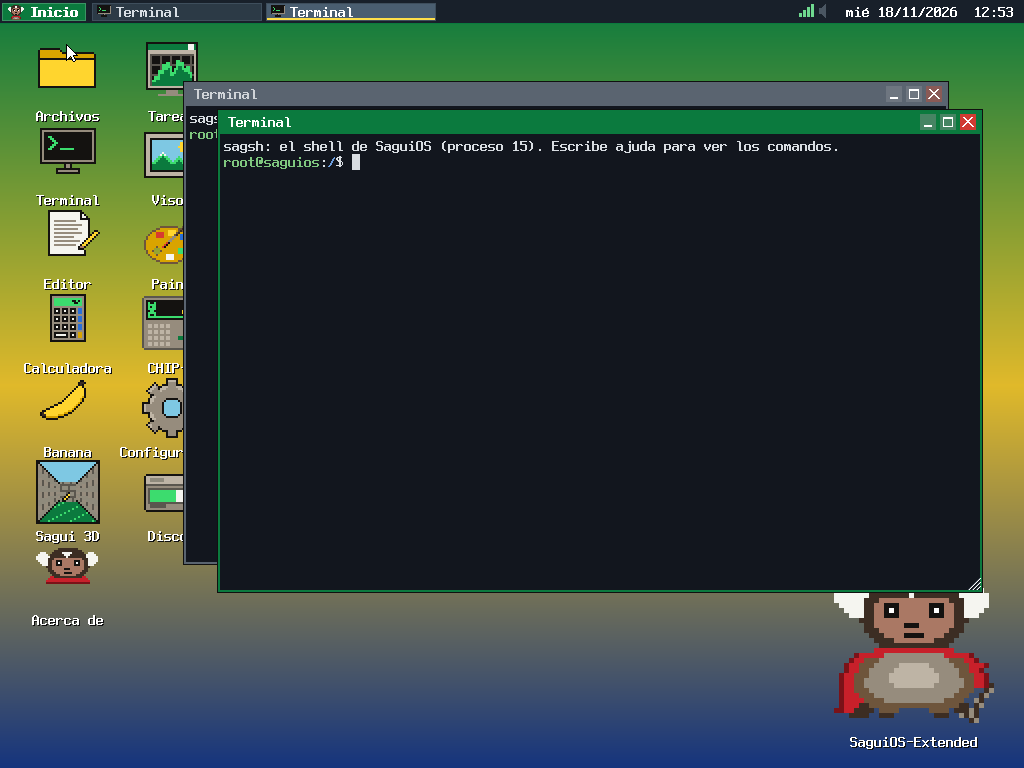 Inicio
Terminal
Terminal
mié 18/11/2026 12:53
Archivos
Terminal
Editor
Calculadora
Banana
Sagui 3D
Acerca de
Terminal
Terminal
sagsh: el shell de SaguiOS (proceso 15). Escribe ajuda para ver los comandos.
root@saguios:/$
SaguiOS-Extended